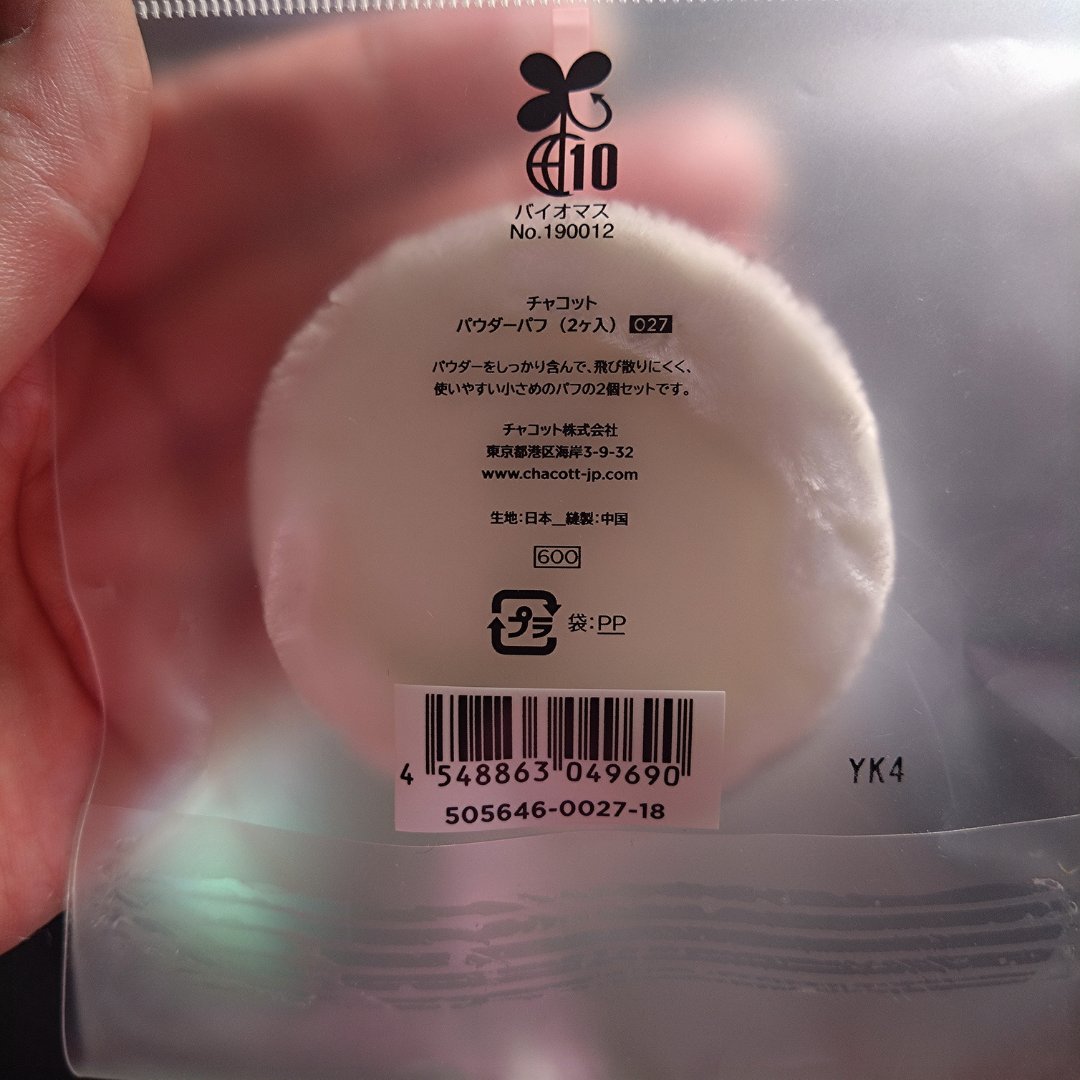 10
バイオマス
No.190012
チャコット
パウダーパフ（2ヶ入） 027
パウダーをしっかり含んで、飛び散りにくく、
使いやすい小さめのパフの2個セットです。
チャコット株式会社
東京都港区海岸3-9-32
www.chacott-jp.com
生地：日本＿縫製：中国
600
プラ 袋：PP
4 548863 049690
505646-0027-18
YK4